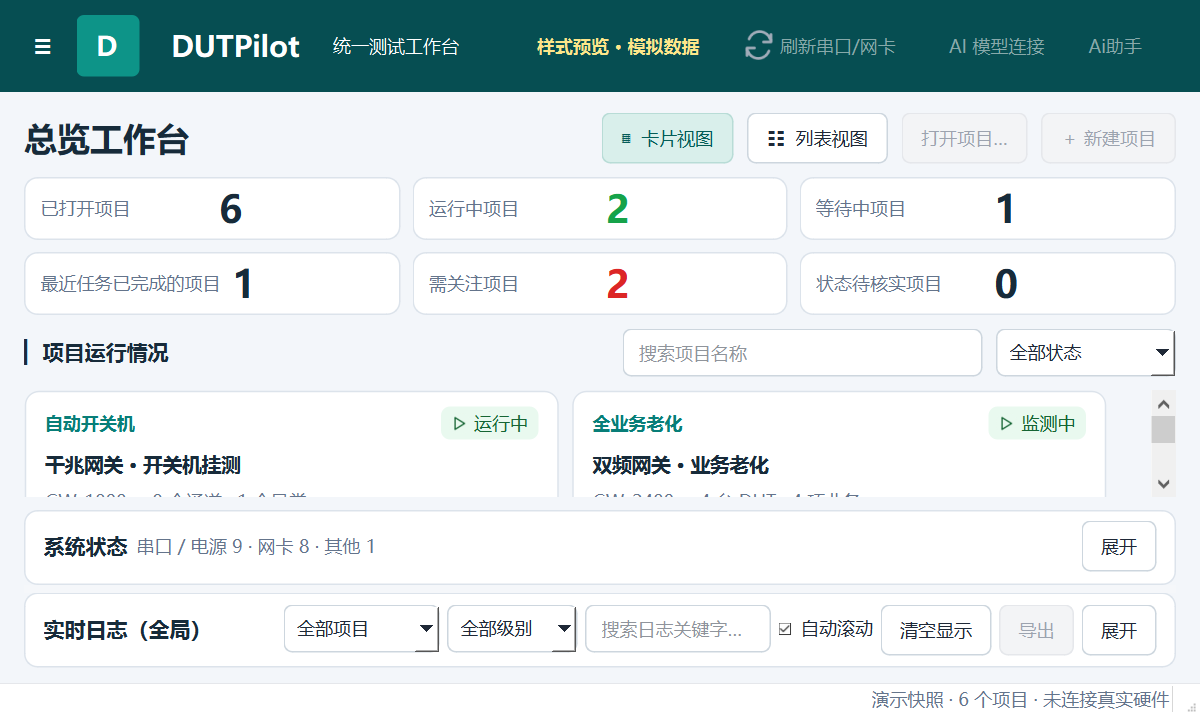 D DUTPilot 统一测试工作台 样式预览 • 模拟数据 刷新串口/网卡 AI 模型连接 Ai助手
总览工作台 卡片视图 列表视图 打开项目... + 新建项目
已打开项目 6 运行中项目 2 等待中项目 1
最近任务已完成的项目 1 需关注项目 2 状态待核实项目 0
项目运行情况 搜索项目名称 全部状态
自动开关机 运行中 全业务老化 监测中
千兆网关 • 开关机挂测 双频网关 • 业务老化
系统状态 串口 / 电源 9 · 网卡 8 · 其他 1 展开
实时日志（全局） 全部项目 全部级别 搜索日志关键字... 自动滚动 清空显示 导出 展开
演示快照 · 6 个项目 · 未连接真实硬件